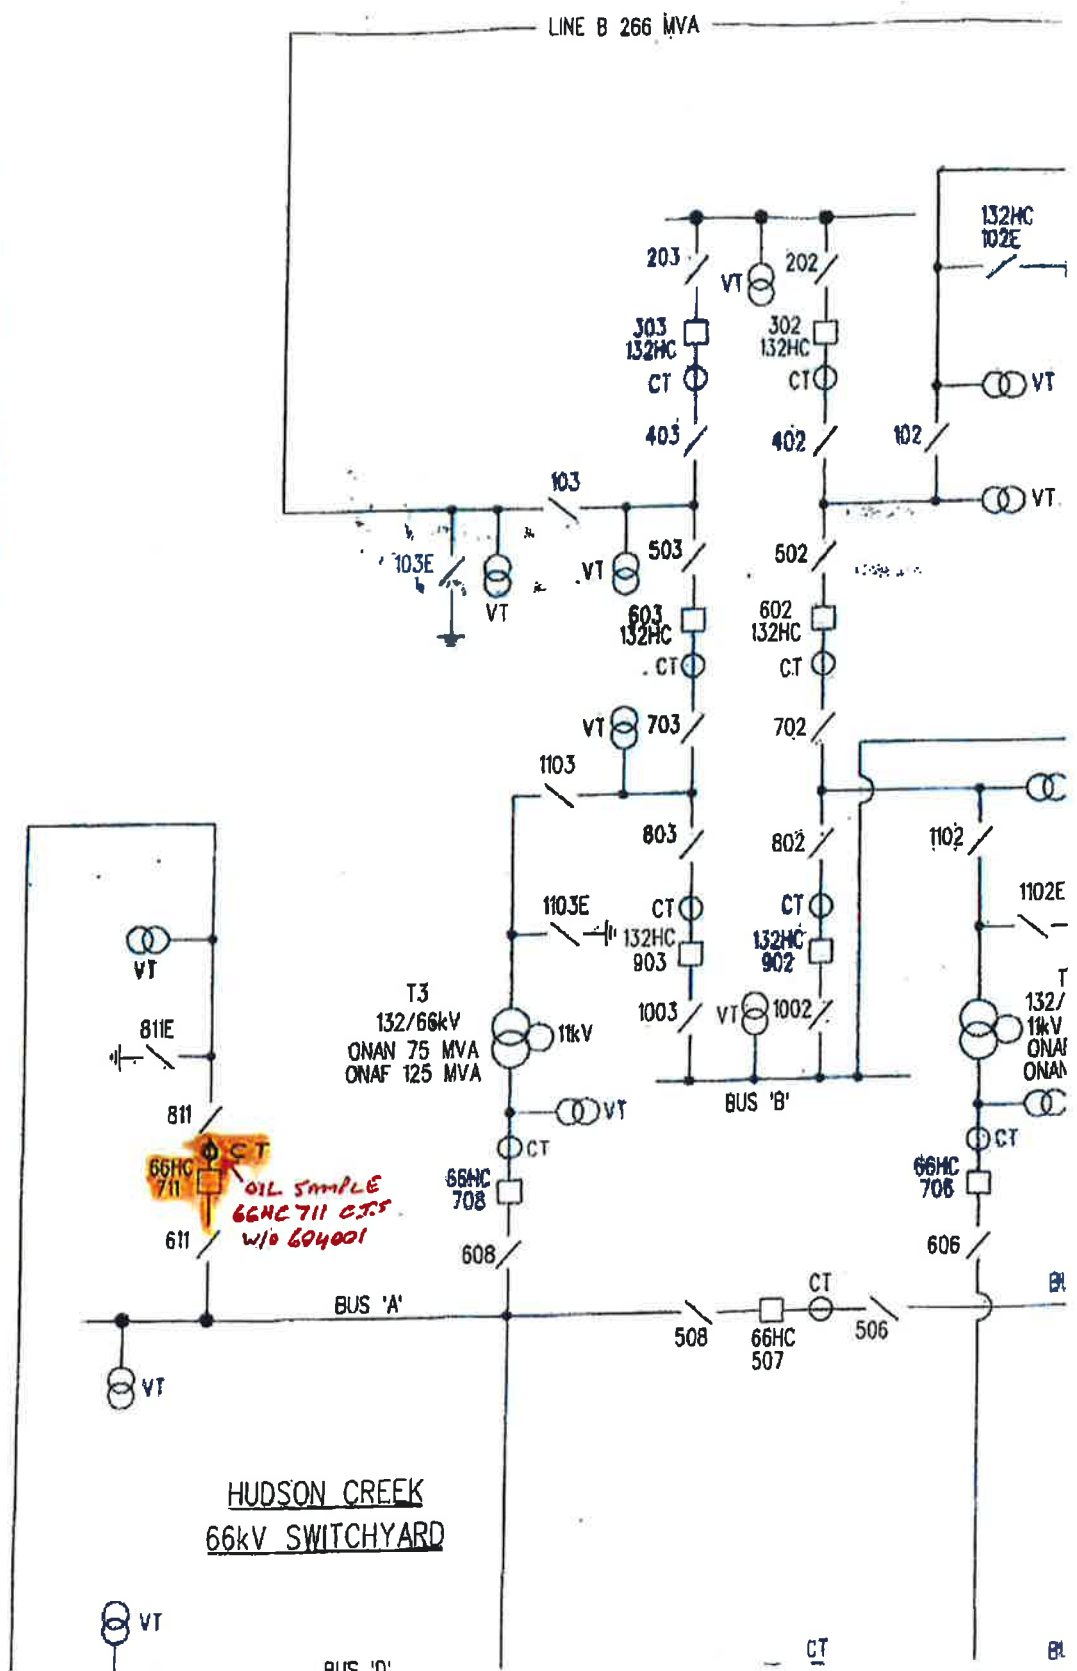 LINE B 266 MVA
132HC
102E
203
VT
202
303
132HC
302
132HC
CT
CT
VT
403
402
102
103
VT
103E
VT
VT
503
502
603
132HC
602
132HC
CT
CT
VT
703
702
1103
803
802
1102
1103E
CT
CT
1102E
132HC
903
132HC
902
VT
T3
132/66kV
ONAN 75 MVA
ONAF 125 MVA
11kV
1003
VT
1002
132/
11kV
811E
BUS 'B'
VT
811
CT
CT
CT
66HC
711
OIL SAMPLE
66HC 711 C.T.S
W/O 604001
66HC
708
66HC
706
611
608
606
BUS 'A'
CT
508
66HC
507
506
VT
HUDSON CREEK
66kV SWITCHYARD
VT
CT